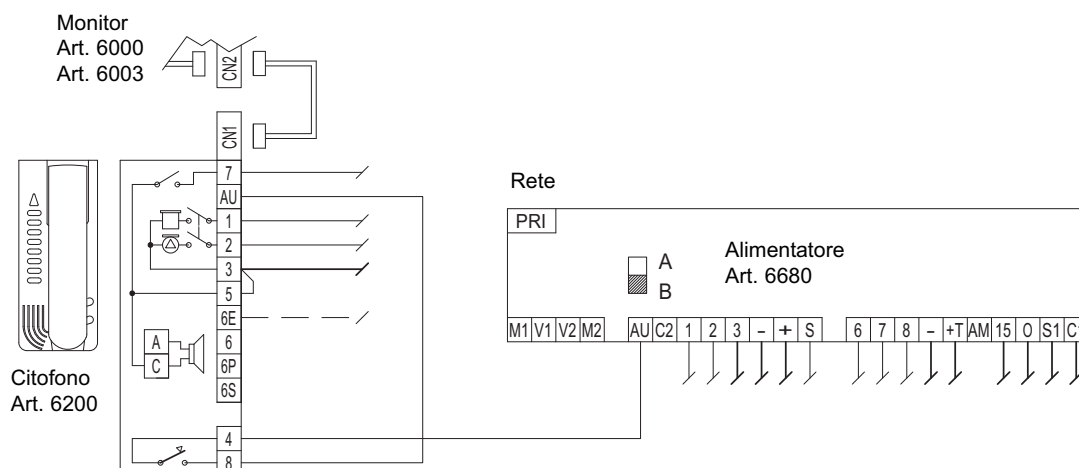 Monitor
Art. 6000
Art. 6003
CN2
CN1
7
AU
1
2
3
5
6E
6
6P
6S
4
8
A
C
Citofono
Art. 6200
Rete
PRI
A
B
Alimentatore
Art. 6680
M1 V1 V2 M2 AU C2 1 2 3 – + S 6 7 8 – +T AM 15 0 S1